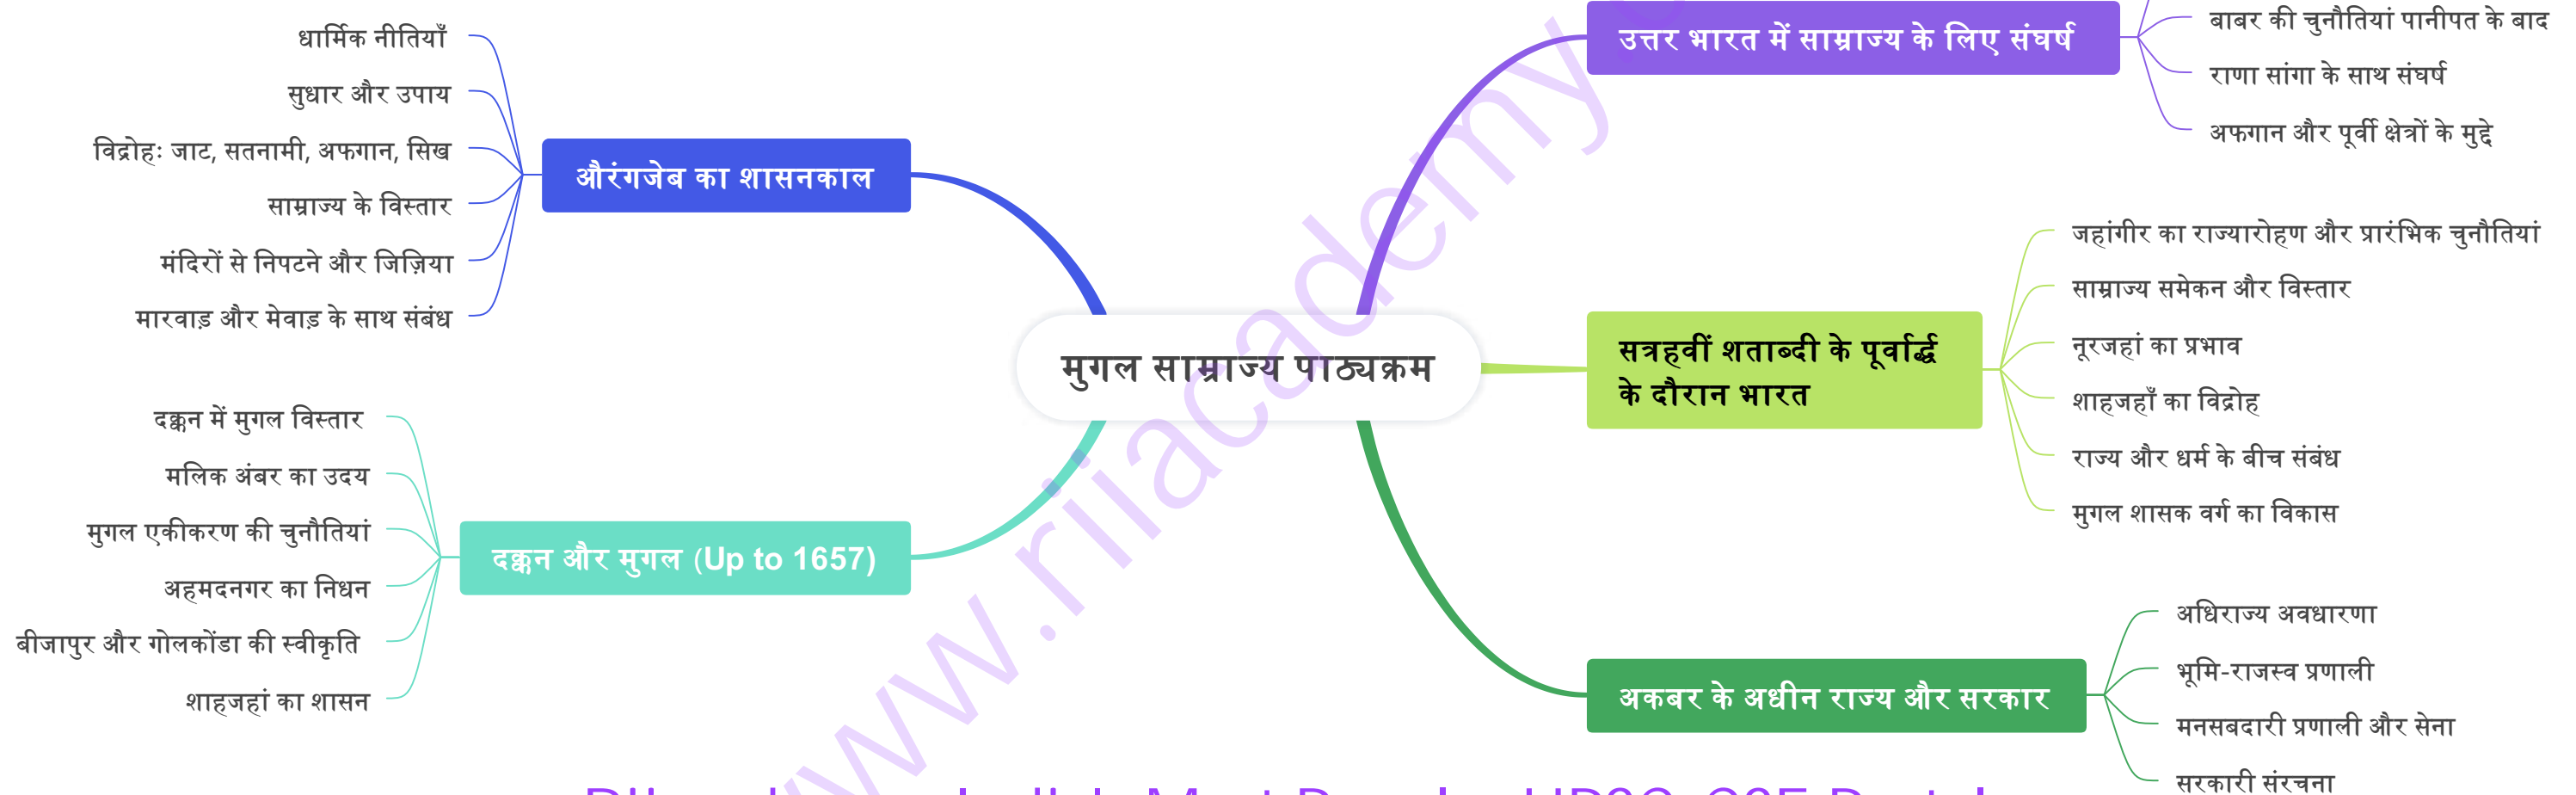 मुगल साम्राज्य पाठ्यक्रम
उत्तर भारत में साम्राज्य के लिए संघर्ष
बाबर की चुनौतियां पानीपत के बाद
राणा सांगा के साथ संघर्ष
अफगान और पूर्वी क्षेत्रों के मुद्दे
सत्रहवीं शताब्दी के पूर्वार्द्ध
के दौरान भारत
जहांगीर का राज्यारोहण और प्रारंभिक चुनौतियां
साम्राज्य समेकन और विस्तार
नूरजहां का प्रभाव
शाहजहाँ का विद्रोह
राज्य और धर्म के बीच संबंध
मुगल शासक वर्ग का विकास
अकबर के अधीन राज्य और सरकार
अधिराज्य अवधारणा
भूमि-राजस्व प्रणाली
मनसबदारी प्रणाली और सेना
सरकारी संरचना
औरंगजेब का शासनकाल
धार्मिक नीतियाँ
सुधार और उपाय
विद्रोहः जाट, सतनामी, अफगान, सिख
साम्राज्य के विस्तार
मंदिरों से निपटने और जिज़िया
मारवाड़ और मेवाड़ के साथ संबंध
दक्कन और मुगल (Up to 1657)
दक्कन में मुगल विस्तार
मलिक अंबर का उदय
मुगल एकीकरण की चुनौतियां
अहमदनगर का निधन
बीजापुर और गोलकोंडा की स्वीकृति
शाहजहां का शासन